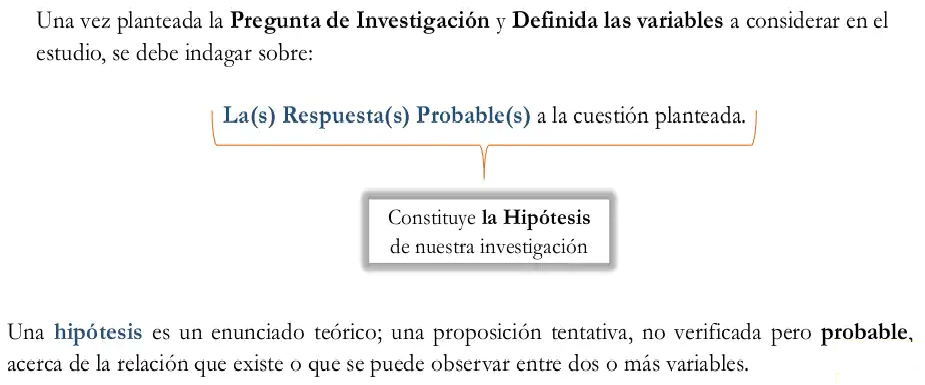 Una vez planteada la Pregunta de Investigación y Definida las variables a considerar en el
estudio, se debe indagar sobre:
La(s) Respuesta(s) Probable(s) a la cuestión planteada.
Constituye la Hipótesis
de nuestra investigación
Una hipótesis es un enunciado teórico; una proposición tentativa, no verificada pero probable,
acerca de la relación que existe o que se puede observar entre dos o más variables.